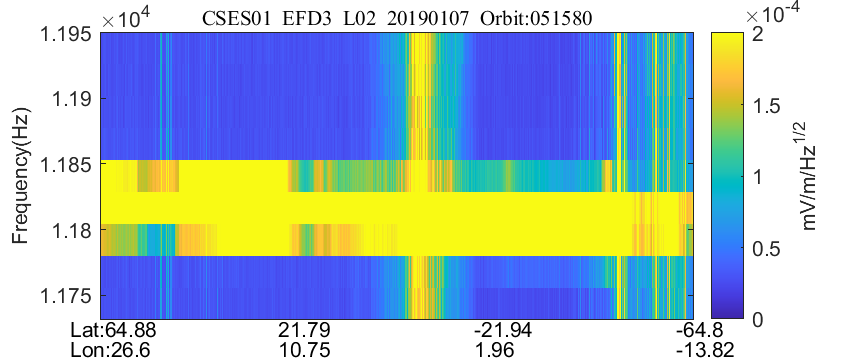 CSES01 EFD3 L02 20190107 Orbit:051580
×10⁴
×10⁻⁴
1.195
1.19
1.185
1.18
1.175
Frequency(Hz)
2
1.5
1
0.5
0
mV/m/Hz^1/2
Lat:64.88 21.79 -21.94 -64.8
Lon:26.6 10.75 1.96 -13.82